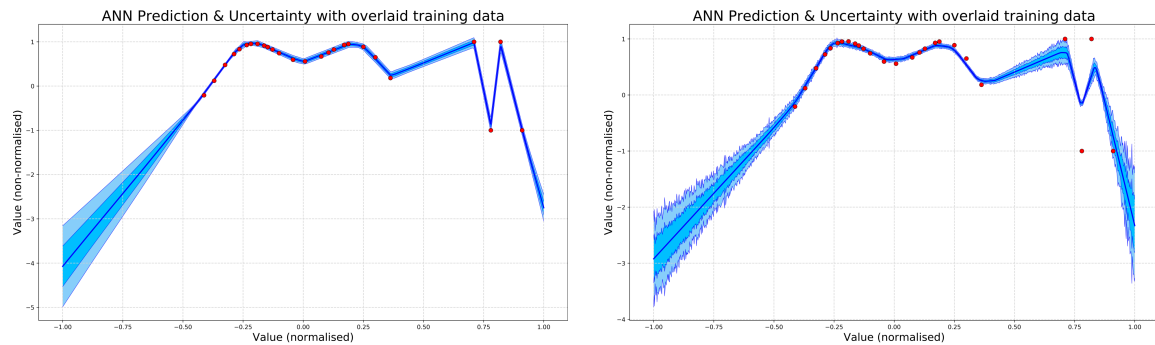 ANN Prediction & Uncertainty with overlaid training data
Value (non-normalised)
1
0
−1
−2
−3
−4
−5
−1.00 −0.75 −0.50 −0.25 0.00 0.25 0.50 0.75 1.00
Value (normalised)
ANN Prediction & Uncertainty with overlaid training data
Value (non-normalised)
1
0
−1
−2
−3
−4
−1.00 −0.75 −0.50 −0.25 0.00 0.25 0.50 0.75 1.00
Value (normalised)